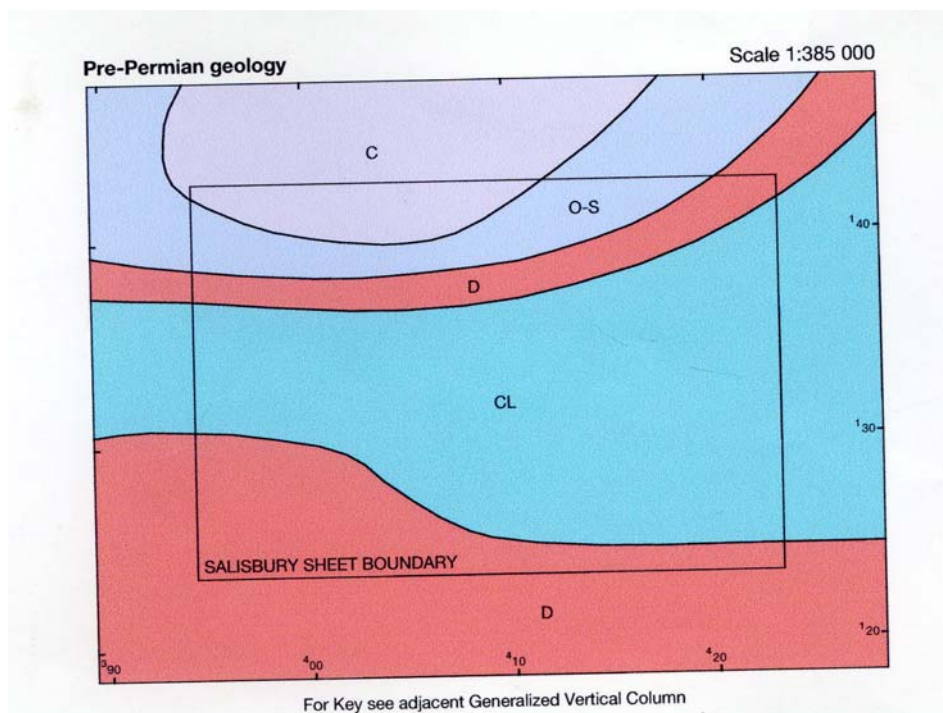 Pre-Permian geology
Scale 1:385 000
C
O-S
¹40
D
CL
¹30
SALISBURY SHEET BOUNDARY
D
¹20
³90
⁴00
⁴10
⁴20
For Key see adjacent Generalized Vertical Column